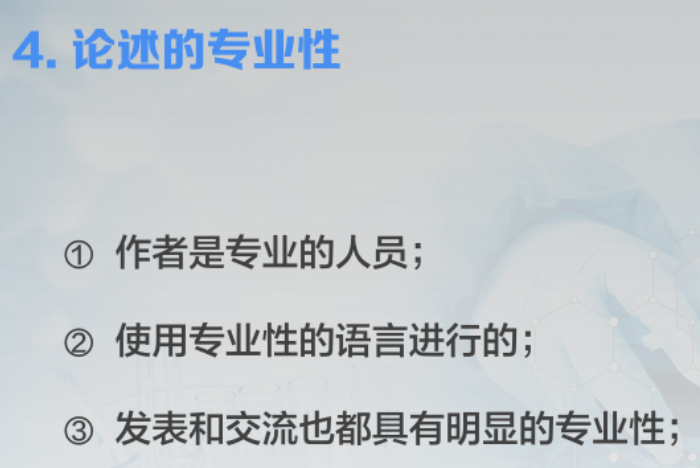 4. 论述的专业性
① 作者是专业的人员；
② 使用专业性的语言进行的；
③ 发表和交流也都具有明显的专业性；